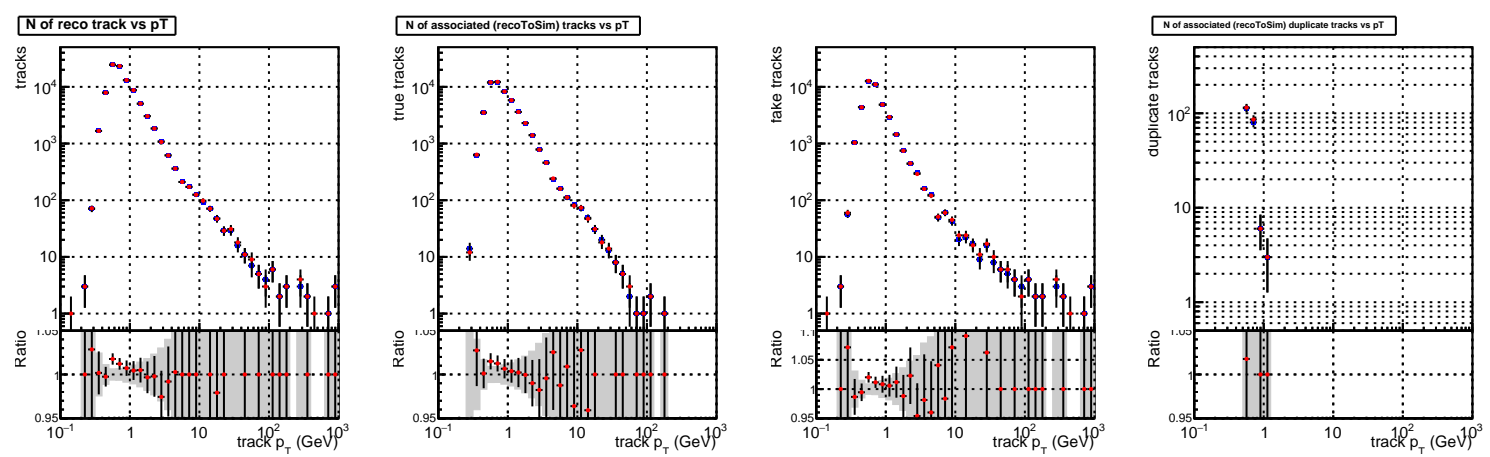 N of reco track vs pT
tracks
10^4
10^3
10^2
10
1
Ratio
1.05
1
0.95
10^-1 1 10 10^2 10^3
track p_T (GeV)
N of associated (recoToSim) tracks vs pT
true tracks
10^4
10^3
10^2
10
1
Ratio
1.05
1
0.95
10^-1 1 10 10^2 10^3
track p_T (GeV)
fake tracks
10^4
10^3
10^2
10
1
Ratio
1.1
1.05
1
0.95
10^-1 1 10 10^2 10^3
track p_T (GeV)
N of associated (recoToSim) duplicate tracks vs pT
duplicate tracks
10^2
10
1
Ratio
1.05
1
0.95
10^-1 1 10 10^2 10^3
track p_T (GeV)